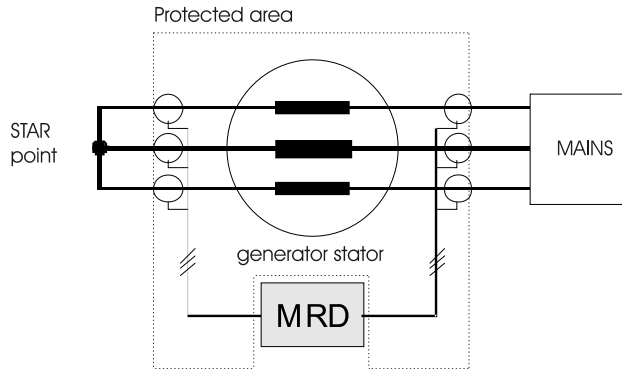 Protected area
STAR
point
MAINS
generator stator
MRD